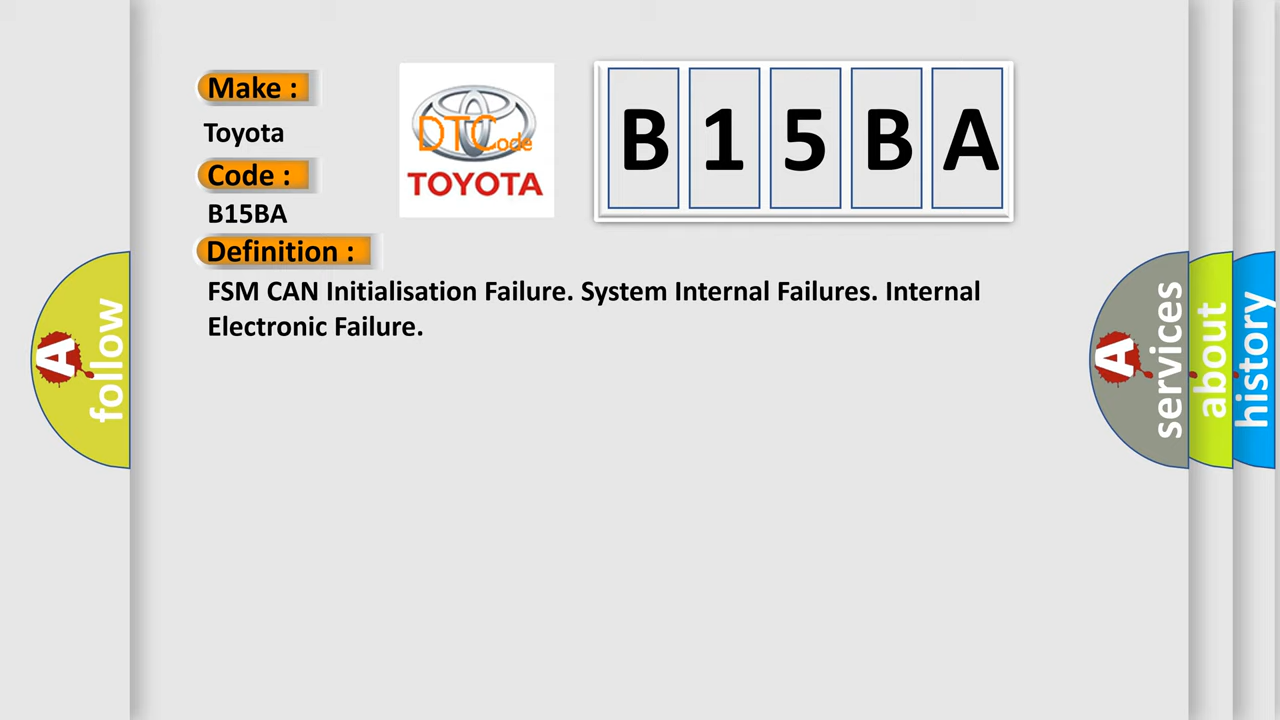 Make :
Toyota
Code :
B15BA
Definition :
FSM CAN Initialisation Failure. System Internal Failures. Internal
Electronic Failure.
DTCode
TOYOTA
B 1 5 B A
A follow
A services
about
history